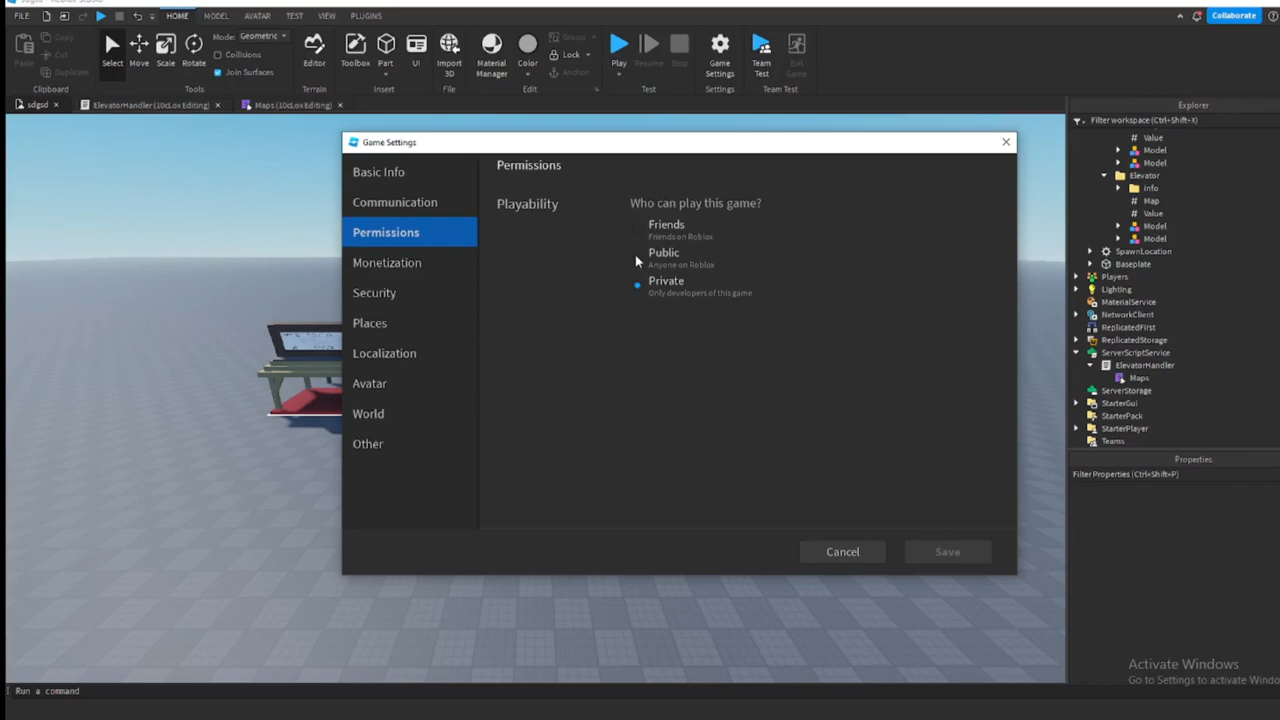 FILE HOME MODEL AVATAR TEST VIEW PLUGINS Collaborate
Paste Copy Cut Duplicate
Select Move Scale Rotate
Mode: Geometric
Collisions
Join Surfaces
Editor Toolbox Part UI Import 3D Material Manager Color
Group
Lock
Anchor
Play Resume Stop Game Settings Team Test Exit Game
Clipboard Tools Terrain Insert File Edit Test Settings Team Test
sdgsd ElevatorHandler (10cLox Editing) Maps (10cLox Editing)
Explorer
Filter workspace (Ctrl+Shift+X)
Value
Model
Model
Elevator
Info
Map
Value
Model
Model
SpawnLocation
Baseplate
Players
Lighting
MaterialService
NetworkClient
ReplicatedFirst
ReplicatedStorage
ServerScriptService
ElevatorHandler
Maps
ServerStorage
StarterGui
StarterPack
StarterPlayer
Teams
Properties
Filter Properties (Ctrl+Shift+P)
Game Settings
Basic Info
Communication
Permissions
Monetization
Security
Places
Localization
Avatar
World
Other
Permissions
Playability
Who can play this game?
Friends
Friends on Roblox
Public
Anyone on Roblox
Private
Only developers of this game
Cancel Save
Activate Windows
Go to Settings to activate Windo
Run a command